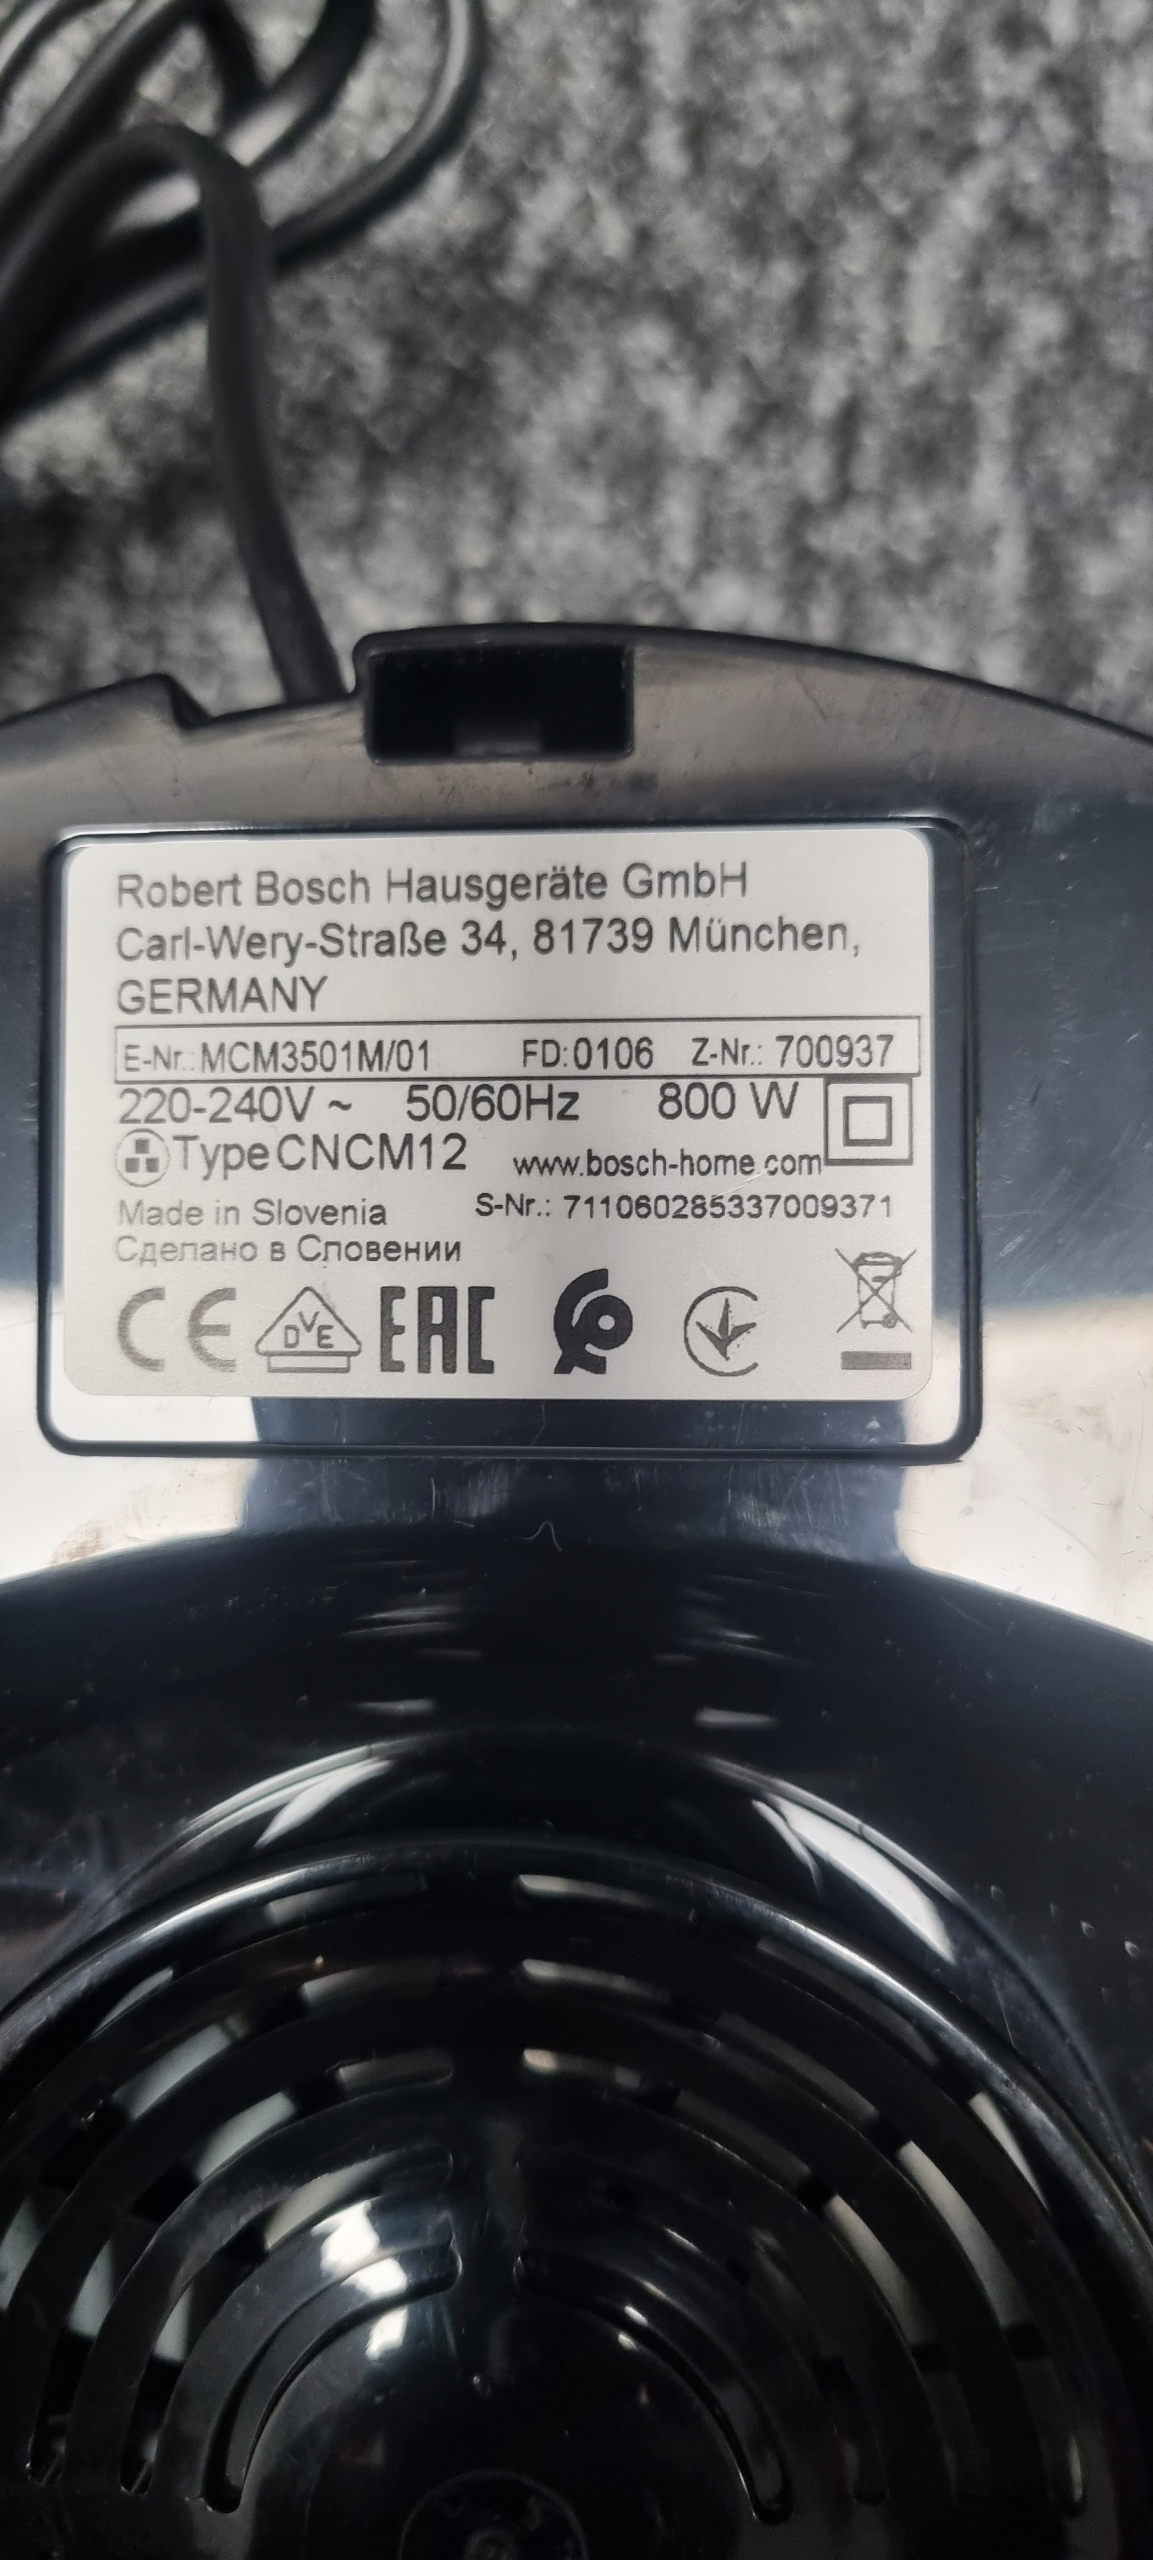 Robert Bosch Hausgeräte GmbH
Carl-Wery-Straße 34, 81739 München,
GERMANY
E-Nr.: MCM3501M/01 FD:0106 Z-Nr.: 700937
220-240V ~ 50/60Hz 800 W
Type CNCM12 www.bosch-home.com
Made in Slovenia S-Nr.: 711060285337009371
Сделано в Словении
CE DVE EAC